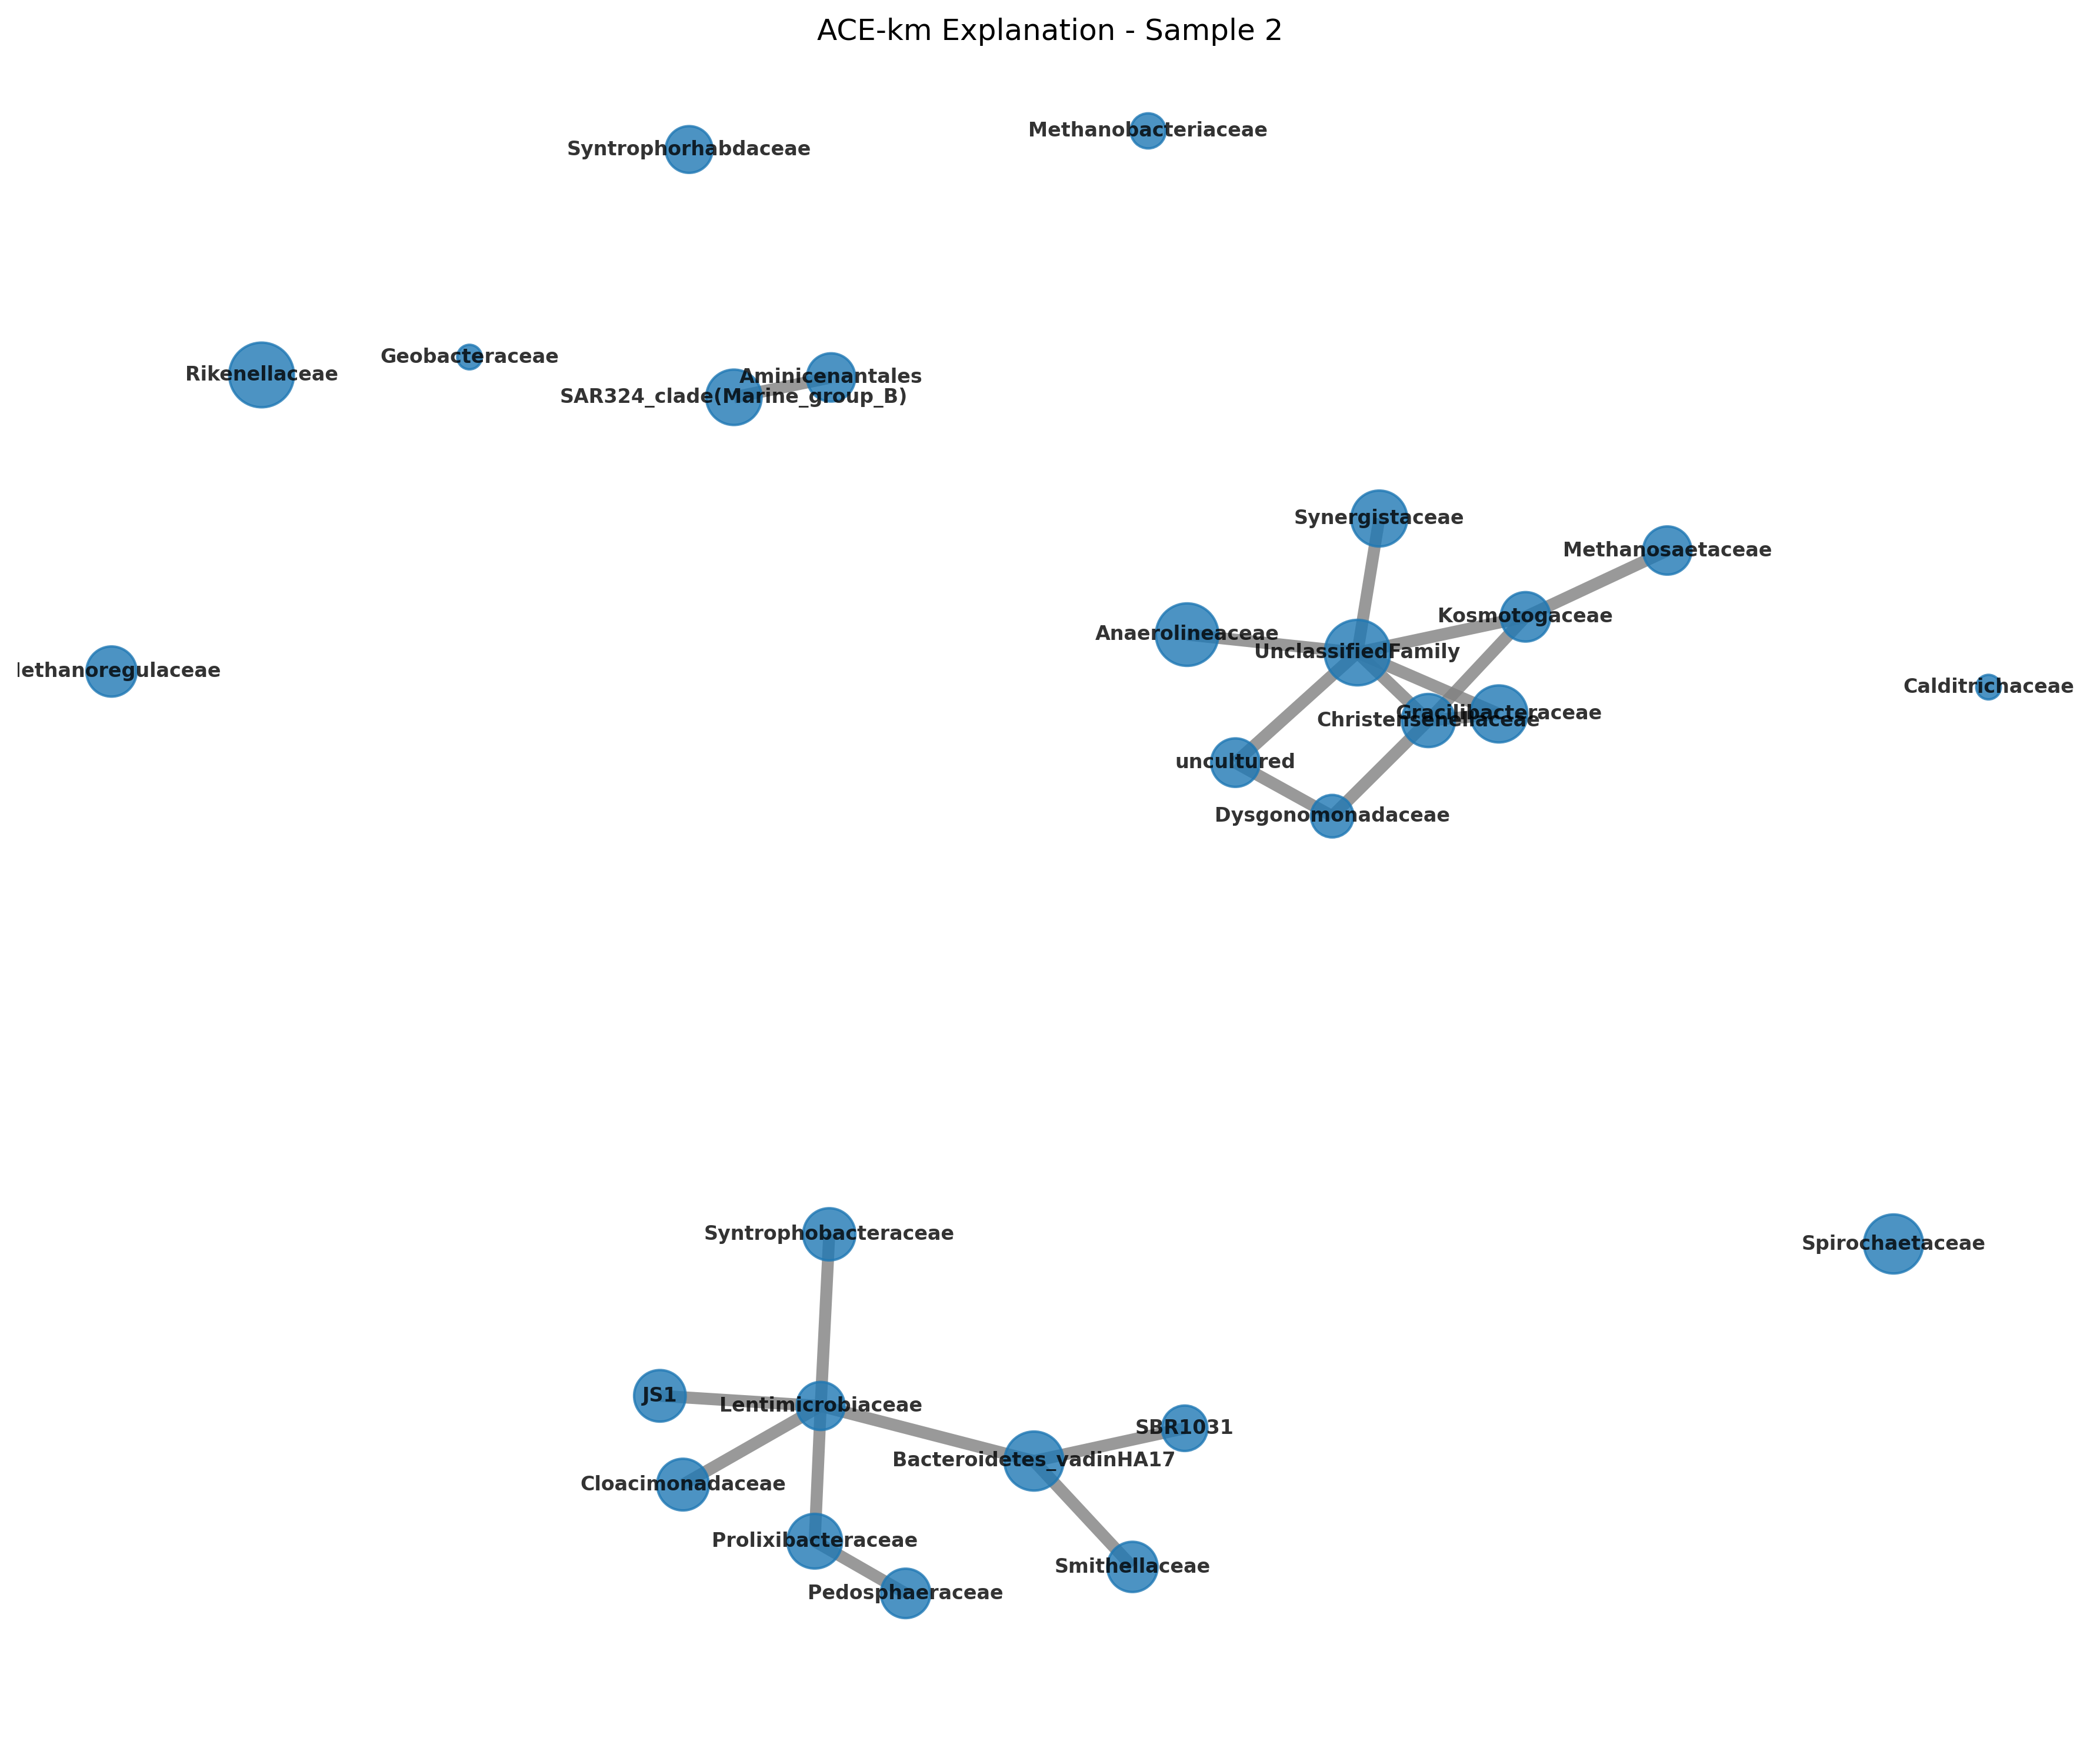 ACE-km Explanation - Sample 2
Methanobacteriaceae
Syntrophorhabdaceae
Geobacteraceae
Rikenellaceae
Aminicenantales
SAR324_clade(Marine_group_B)
Synergistaceae
Methanosaetaceae
Kosmotogaceae
Anaerolineaceae
UnclassifiedFamily
ethanoregulaceae
Calditrichaceae
Gracilibacteraceae
Christensenellaceae
uncultured
Dysgonomonadaceae
Syntrophobacteraceae
Spirochaetaceae
JS1
Lentimicrobiaceae
SBR1031
Bacteroidetes_vadinHA17
Cloacimonadaceae
Prolixibacteraceae
Smithellaceae
Pedosphaeraceae